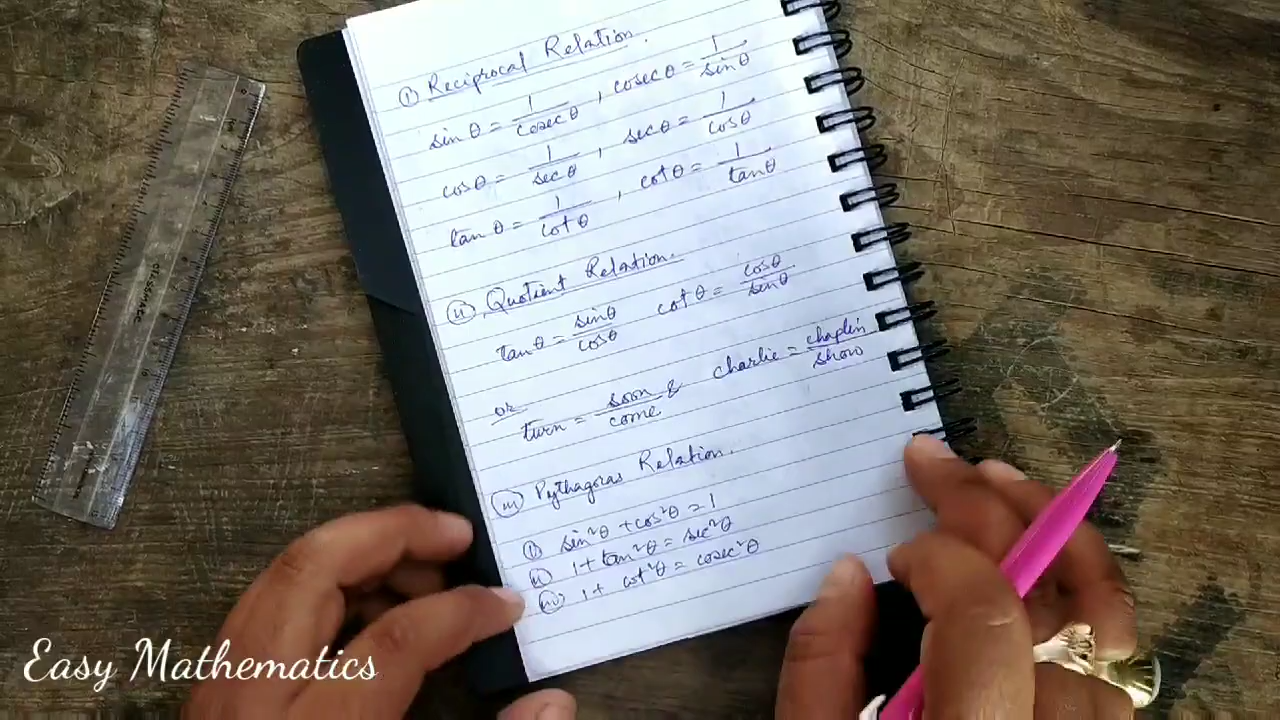 ① Reciprocal Relation.
sin θ = 1/cosec θ , cosec θ = 1/sin θ
cos θ = 1/sec θ , sec θ = 1/cos θ
tan θ = 1/cot θ , cot θ = 1/tan θ
(ii) Quotient Relation.
tan θ = sin θ/cos θ cot θ = cos θ/sin θ
or
turn = soon/come & charlie = chaplin/show
(iii) Pythagoras Relation.
(i) sin²θ + cos²θ = 1
(ii) 1 + tan²θ = sec²θ
(iii) 1 + cot²θ = cosec²θ
CLASSMATE
Easy Mathematics